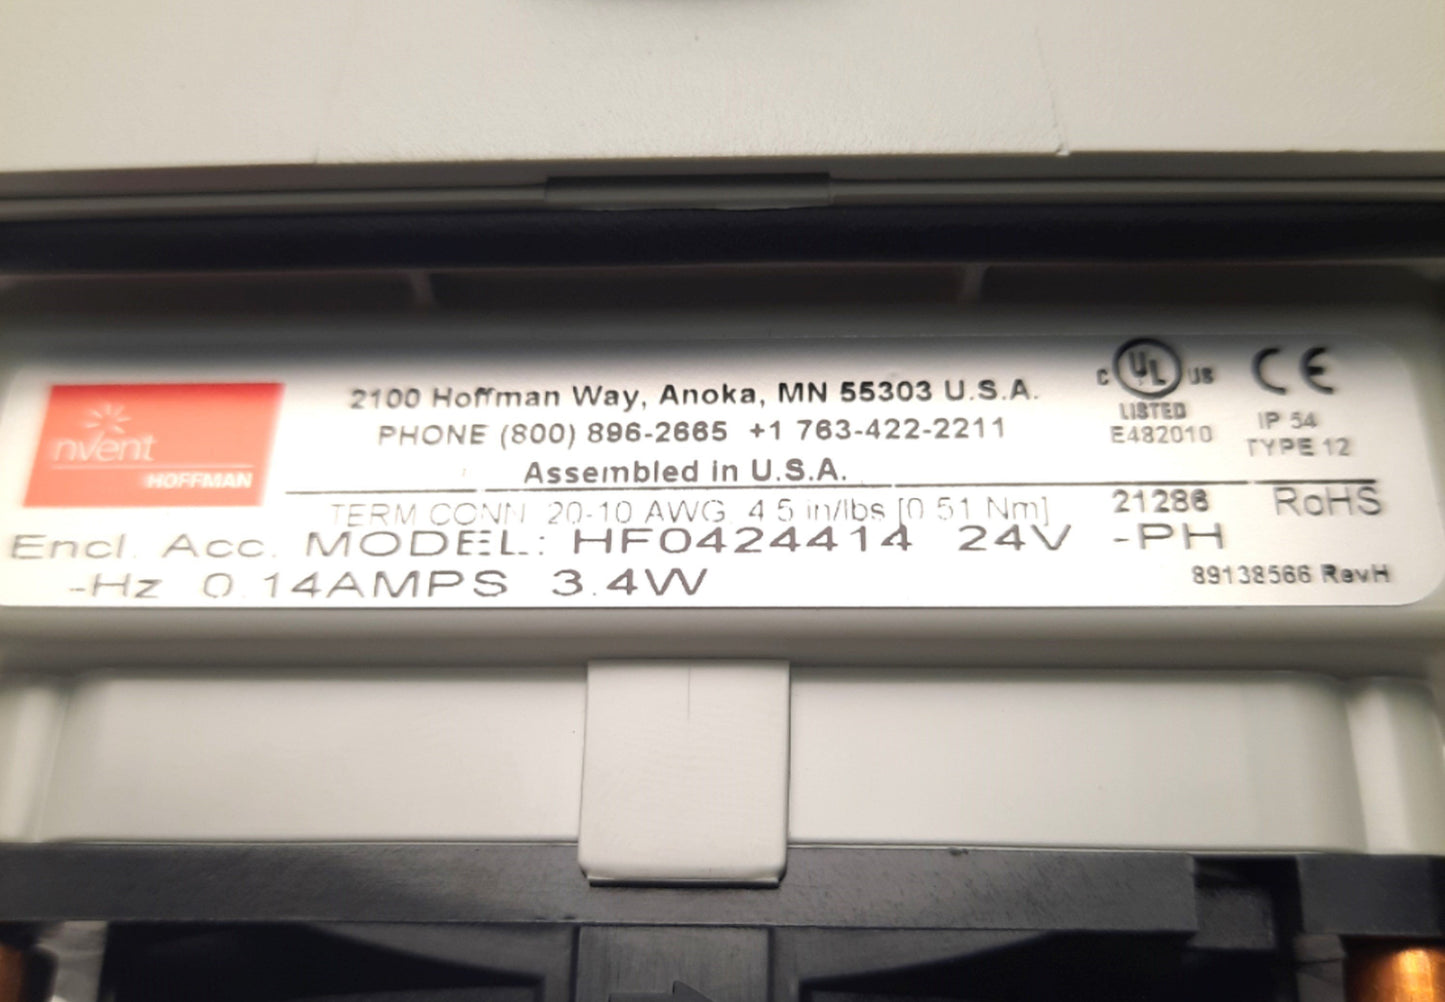 nvent
HOFFMAN
2100 Hoffman Way, Anoka, MN 55303 U.S.A.
PHONE (800) 896-2665 +1 763-422-2211
Assembled in U.S.A.
c UL us
LISTED
E482010
CE
IP 54
TYPE 12
TERM CONN 20-10 AWG, 4.5 in/lbs [0.51 Nm]
21286 RoHS
Encl. Acc. MODEL: HF0424414 24V -PH
-Hz 0.14AMPS 3.4W
89138566 RevH